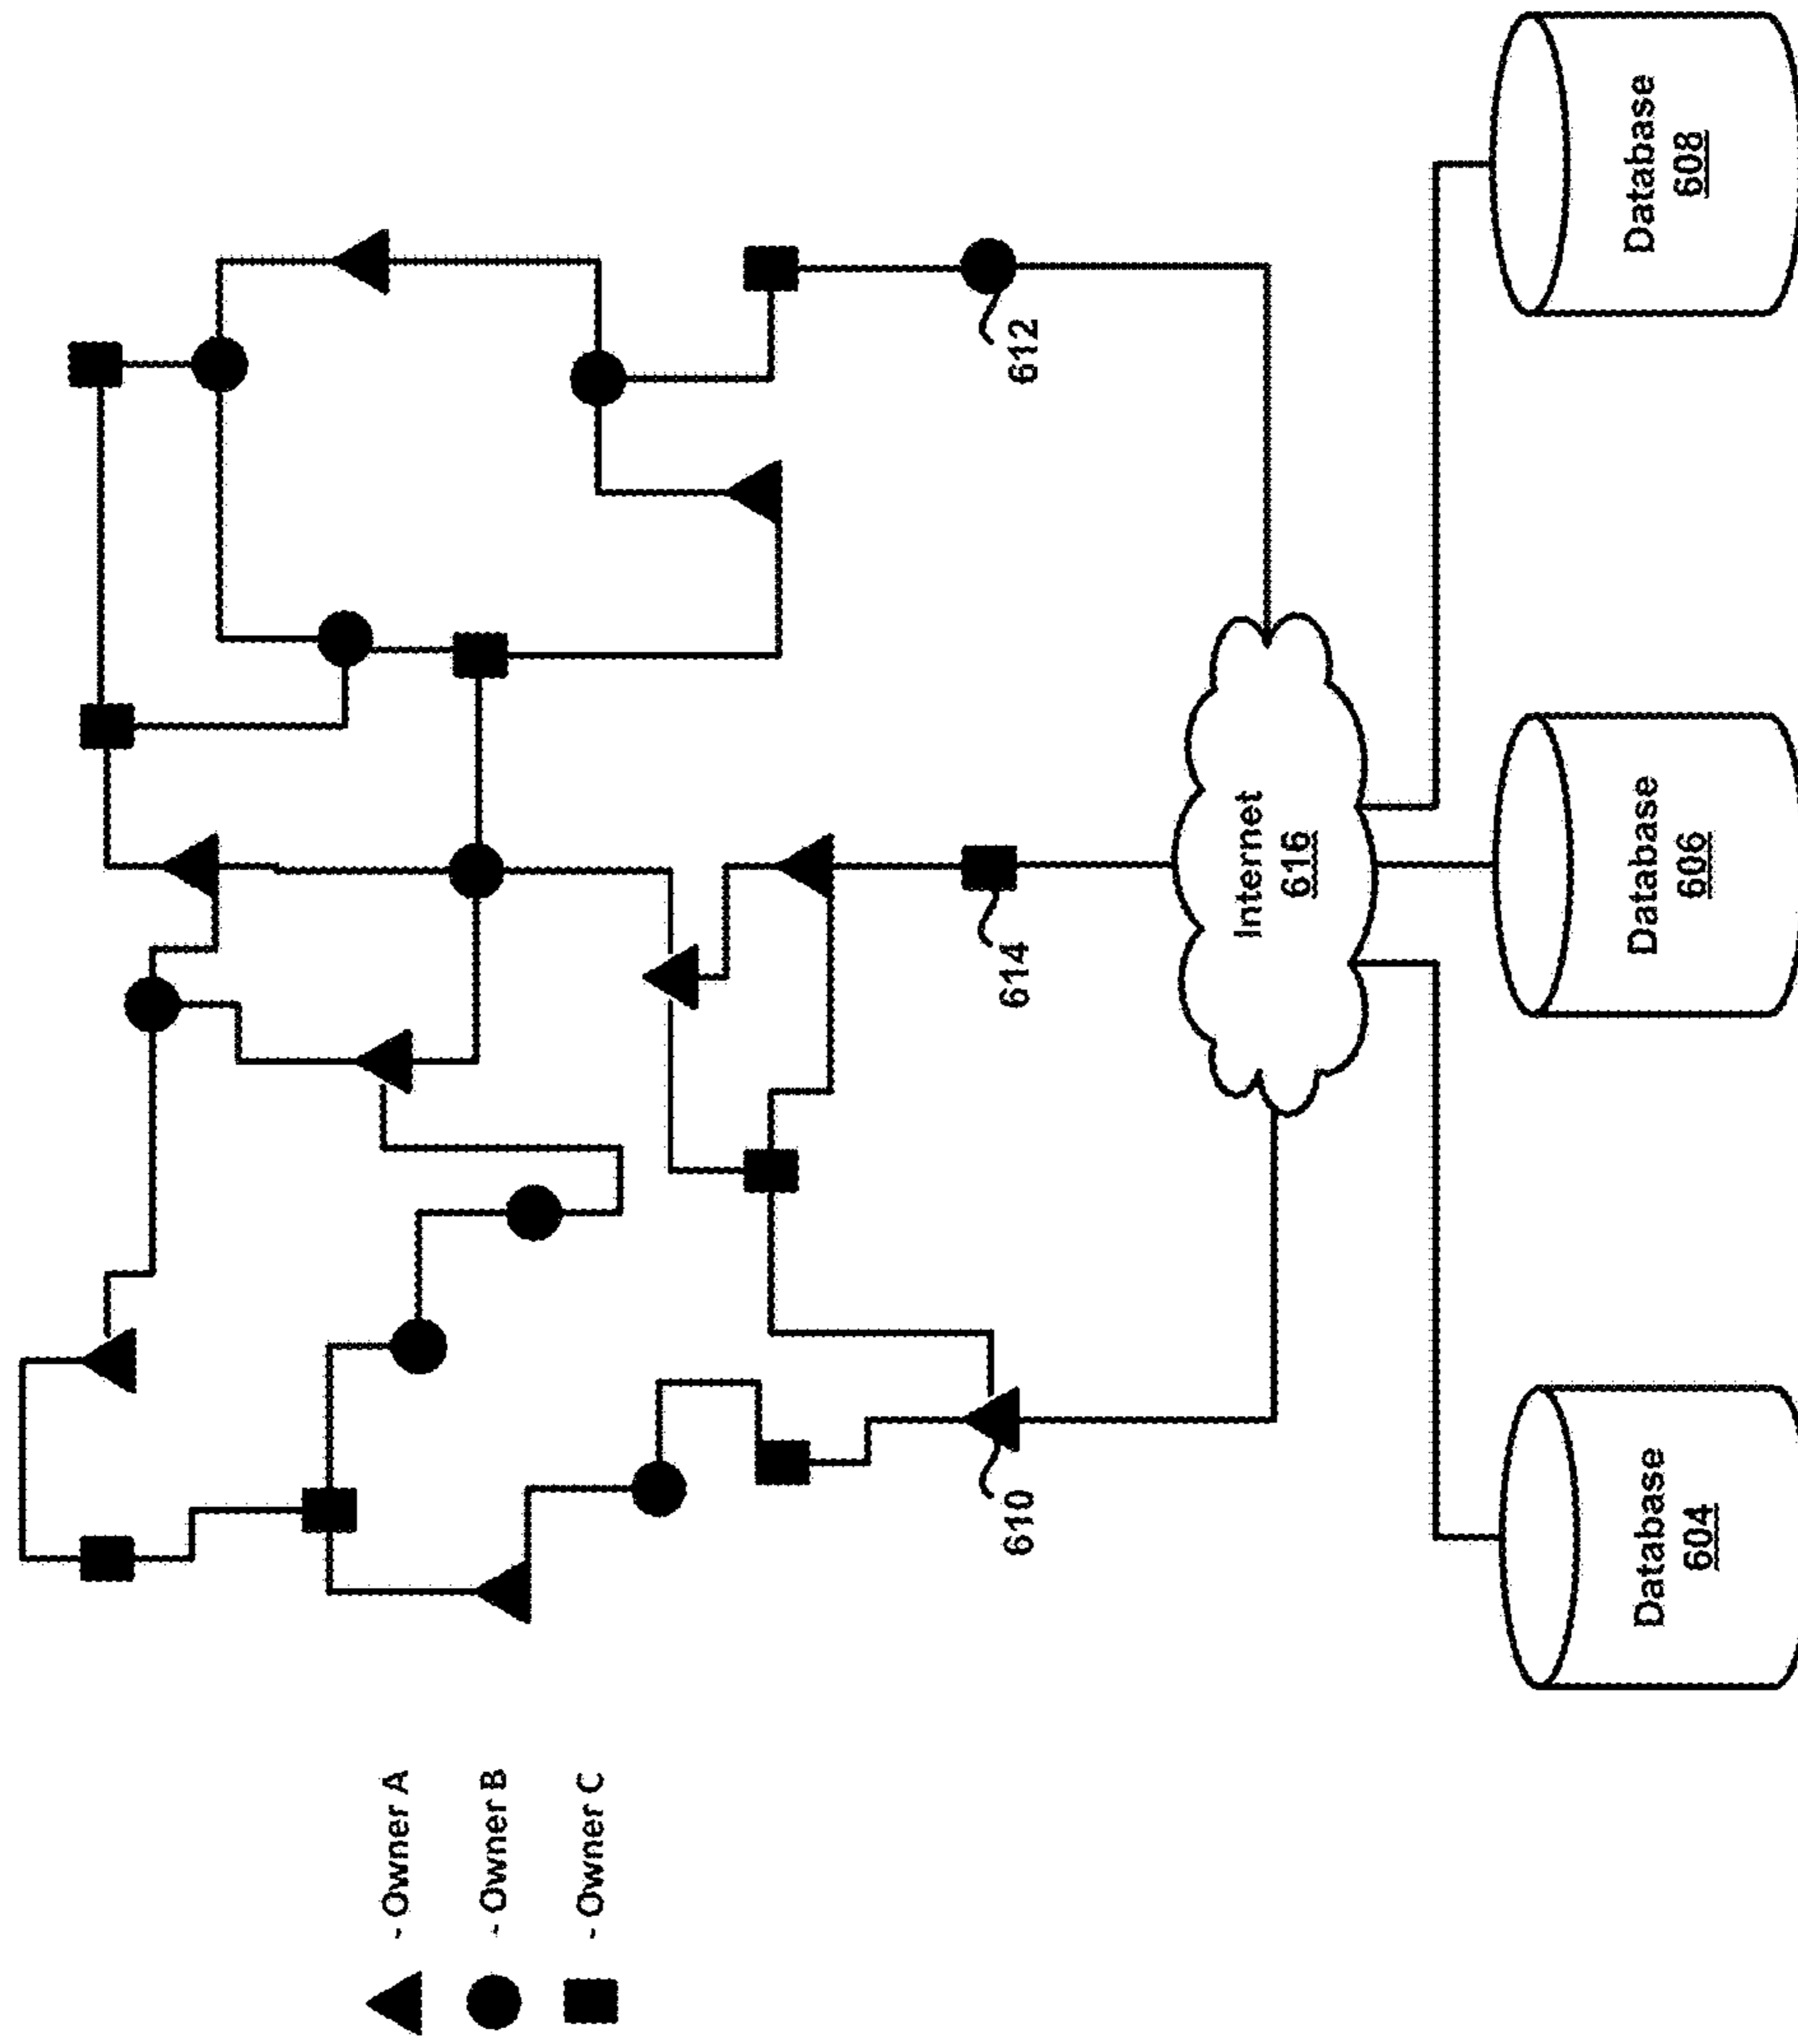 - Owner A
- Owner B
- Owner C
610
614
612
Internet
616
Database
604
Database
606
Database
608